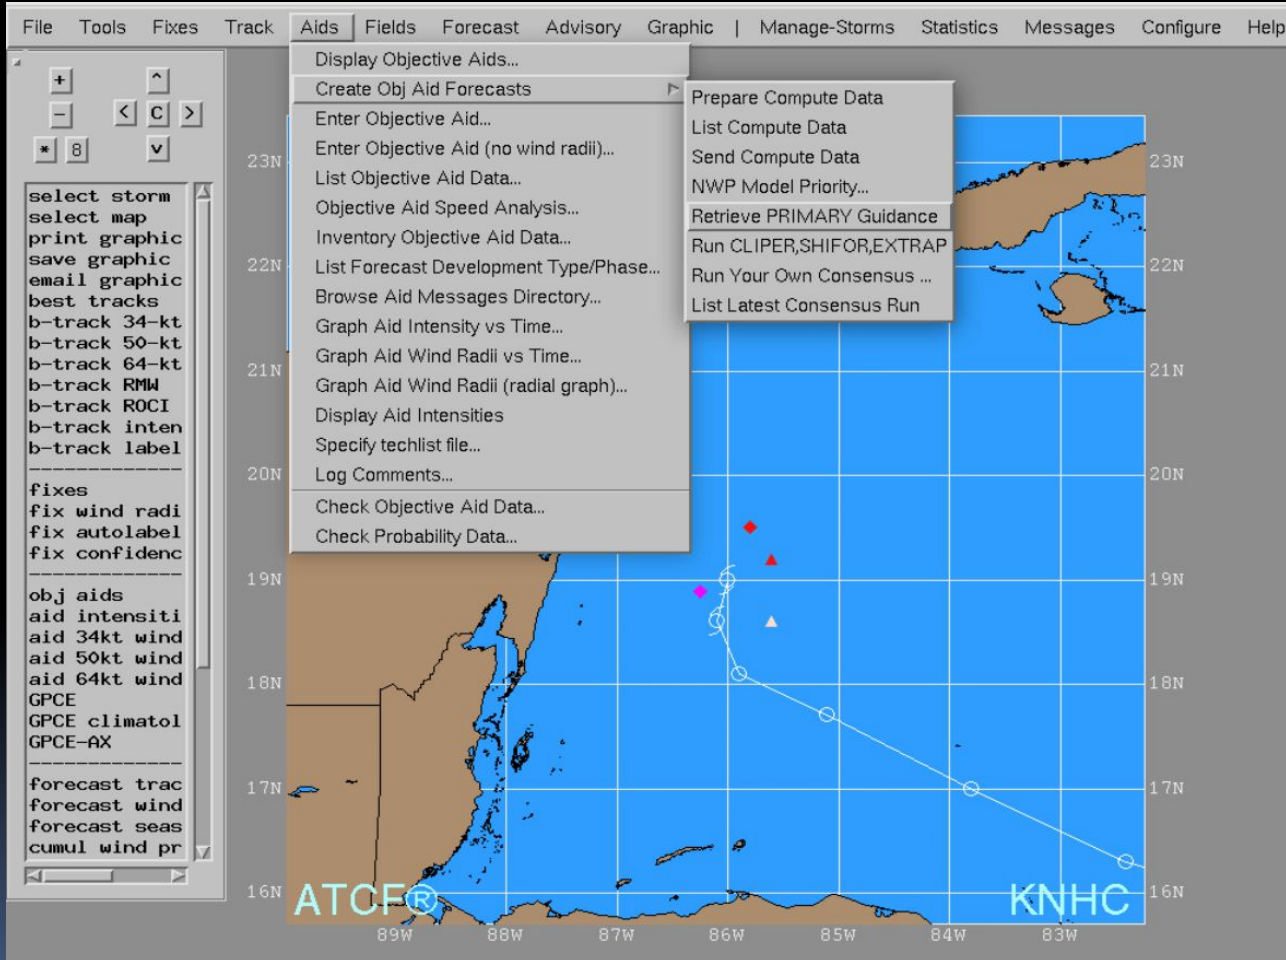 File Tools Fixes Track Aids Fields Forecast Advisory Graphic | Manage-Storms Statistics Messages Configure Help
+ ^
- < C >
* 8 v
select storm
select map
print graphic
save graphic
email graphic
best tracks
b-track 34-kt
b-track 50-kt
b-track 64-kt
b-track RMW
b-track ROCI
b-track inten
b-track label
--------------
fixes
fix wind radi
fix autolabel
fix confidenc
--------------
obj aids
aid intensiti
aid 34kt wind
aid 50kt wind
aid 64kt wind
GPCE
GPCE climatol
GPCE-AX
--------------
forecast trac
forecast wind
forecast seas
cumul wind pr
Display Objective Aids...
Create Obj Aid Forecasts
Enter Objective Aid...
Enter Objective Aid (no wind radii)...
List Objective Aid Data...
Objective Aid Speed Analysis...
Inventory Objective Aid Data...
List Forecast Development Type/Phase...
Browse Aid Messages Directory...
Graph Aid Intensity vs Time...
Graph Aid Wind Radii vs Time...
Graph Aid Wind Radii (radial graph)...
Display Aid Intensities
Specify techlist file...
Log Comments...
Check Objective Aid Data...
Check Probability Data...
Prepare Compute Data
List Compute Data
Send Compute Data
NWP Model Priority...
Retrieve PRIMARY Guidance
Run CLIPER,SHIFOR,EXTRAP
Run Your Own Consensus ...
List Latest Consensus Run
23N 23N
22N 22N
21N 21N
20N 20N
19N 19N
18N 18N
17N 17N
16N 16N
ATCF® KNHC
89W 88W 87W 86W 85W 84W 83W